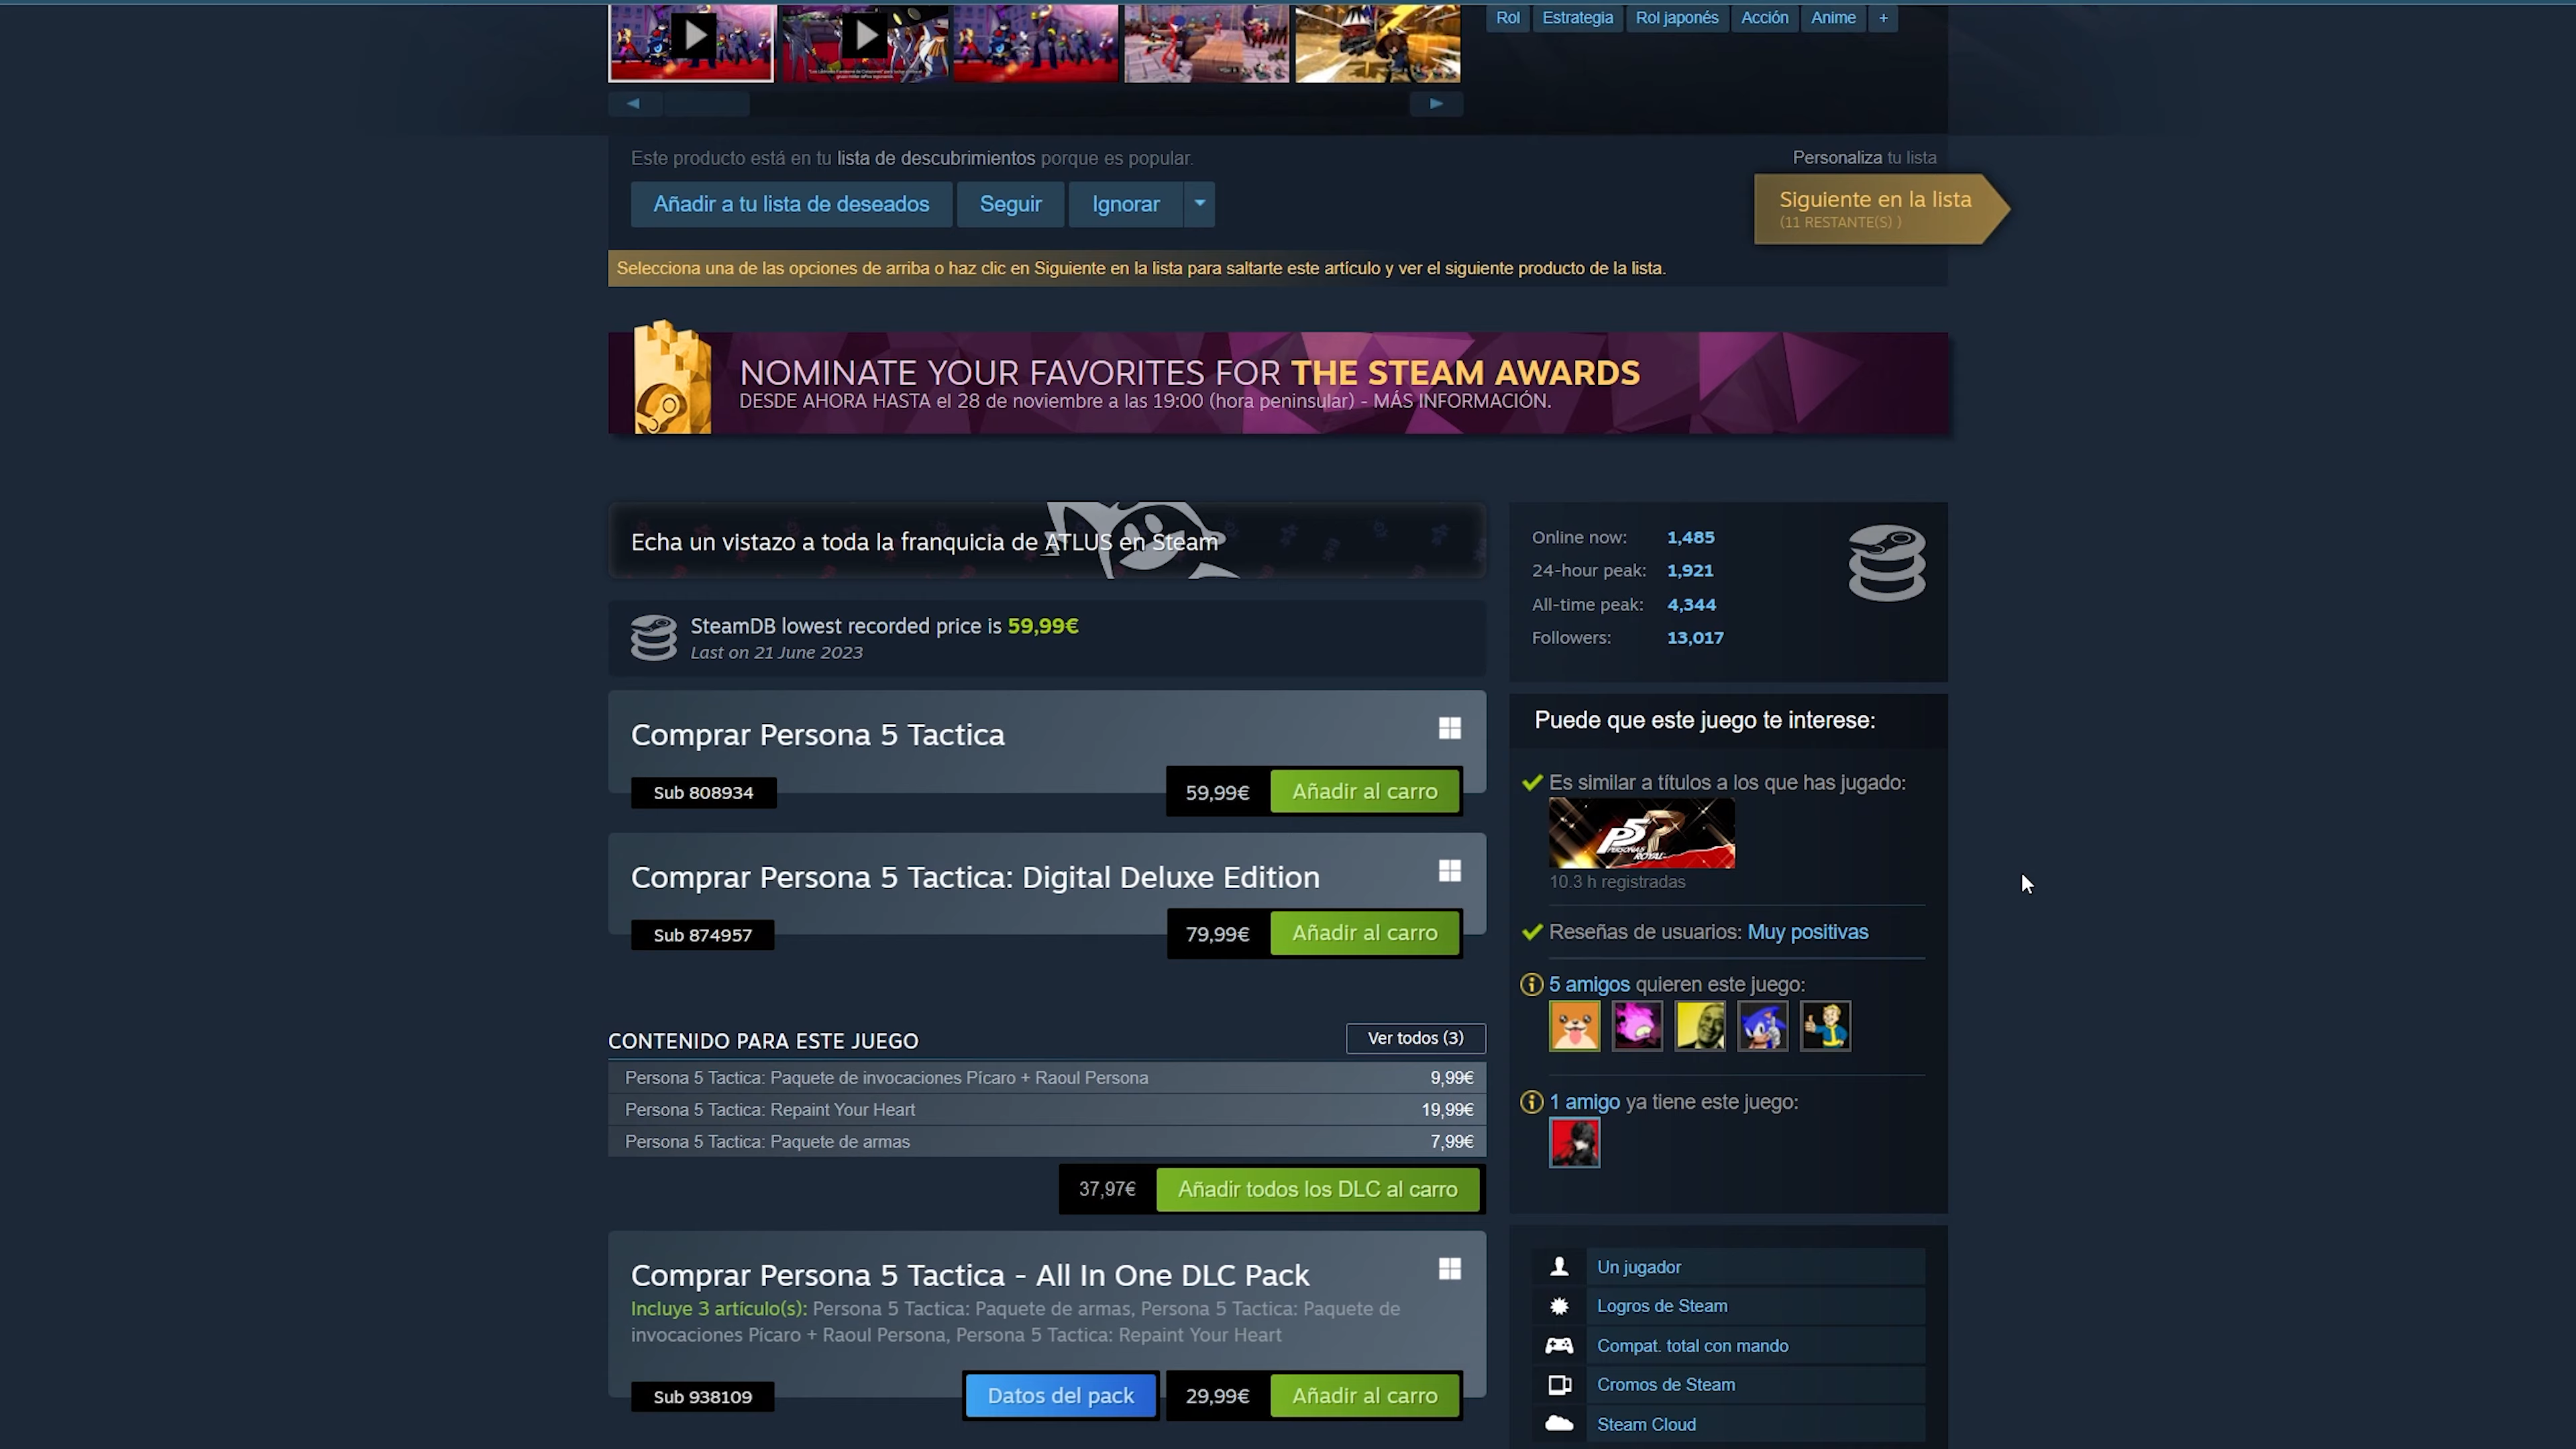 Rol Estrategia Rol japonés Acción Anime +
Este producto está en tu lista de descubrimientos porque es popular.
Personaliza tu lista
Añadir a tu lista de deseados Seguir Ignorar
Siguiente en la lista
(11 RESTANTE(S) )
Selecciona una de las opciones de arriba o haz clic en Siguiente en la lista para saltarte este artículo y ver el siguiente producto de la lista.
NOMINATE YOUR FAVORITES FOR THE STEAM AWARDS
DESDE AHORA HASTA el 28 de noviembre a las 19:00 (hora peninsular) - MÁS INFORMACIÓN.
Echa un vistazo a toda la franquicia de ATLUS en Steam
SteamDB lowest recorded price is 59,99€
Last on 21 June 2023
Comprar Persona 5 Tactica
Sub 808934
59,99€ Añadir al carro
Comprar Persona 5 Tactica: Digital Deluxe Edition
Sub 874957
79,99€ Añadir al carro
CONTENIDO PARA ESTE JUEGO
Ver todos (3)
Persona 5 Tactica: Paquete de invocaciones Pícaro + Raoul Persona 9,99€
Persona 5 Tactica: Repaint Your Heart 19,99€
Persona 5 Tactica: Paquete de armas 7,99€
37,97€ Añadir todos los DLC al carro
Comprar Persona 5 Tactica - All In One DLC Pack
Incluye 3 artículo(s): Persona 5 Tactica: Paquete de armas, Persona 5 Tactica: Paquete de
invocaciones Pícaro + Raoul Persona, Persona 5 Tactica: Repaint Your Heart
Sub 938109
Datos del pack 29,99€ Añadir al carro
Online now: 1,485
24-hour peak: 1,921
All-time peak: 4,344
Followers: 13,017
Puede que este juego te interese:
Es similar a títulos a los que has jugado:
P5R
PERSONA5
ROYAL
10.3 h registradas
Reseñas de usuarios: Muy positivas
5 amigos quieren este juego:
1 amigo ya tiene este juego:
Un jugador
Logros de Steam
Compat. total con mando
Cromos de Steam
Steam Cloud